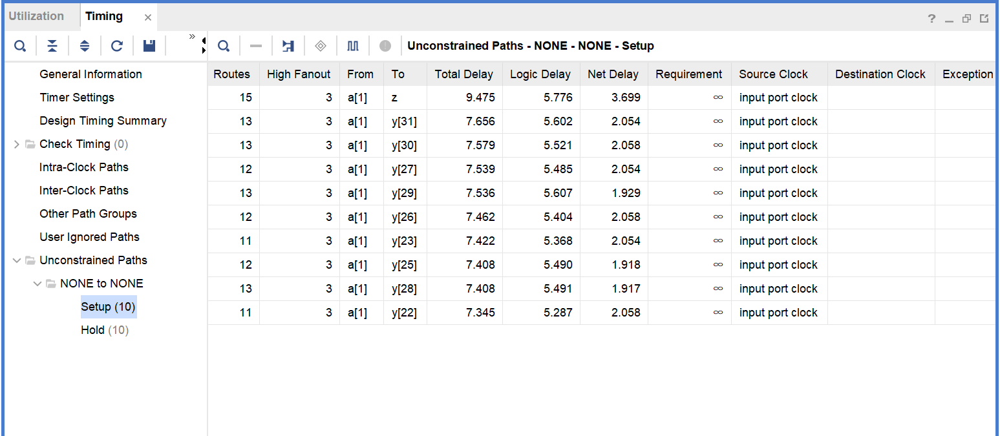 Utilization Timing × ?
» Unconstrained Paths - NONE - NONE - Setup
General Information
Timer Settings
Design Timing Summary
Check Timing (0)
Intra-Clock Paths
Inter-Clock Paths
Other Path Groups
User Ignored Paths
Unconstrained Paths
NONE to NONE
Setup (10)
Hold (10)
Routes High Fanout From To Total Delay Logic Delay Net Delay Requirement Source Clock Destination Clock Exception
15 3 a[1] z 9.475 5.776 3.699 ∞ input port clock
13 3 a[1] y[31] 7.656 5.602 2.054 ∞ input port clock
13 3 a[1] y[30] 7.579 5.521 2.058 ∞ input port clock
12 3 a[1] y[27] 7.539 5.485 2.054 ∞ input port clock
13 3 a[1] y[29] 7.536 5.607 1.929 ∞ input port clock
12 3 a[1] y[26] 7.462 5.404 2.058 ∞ input port clock
11 3 a[1] y[23] 7.422 5.368 2.054 ∞ input port clock
12 3 a[1] y[25] 7.408 5.490 1.918 ∞ input port clock
13 3 a[1] y[28] 7.408 5.491 1.917 ∞ input port clock
11 3 a[1] y[22] 7.345 5.287 2.058 ∞ input port clock